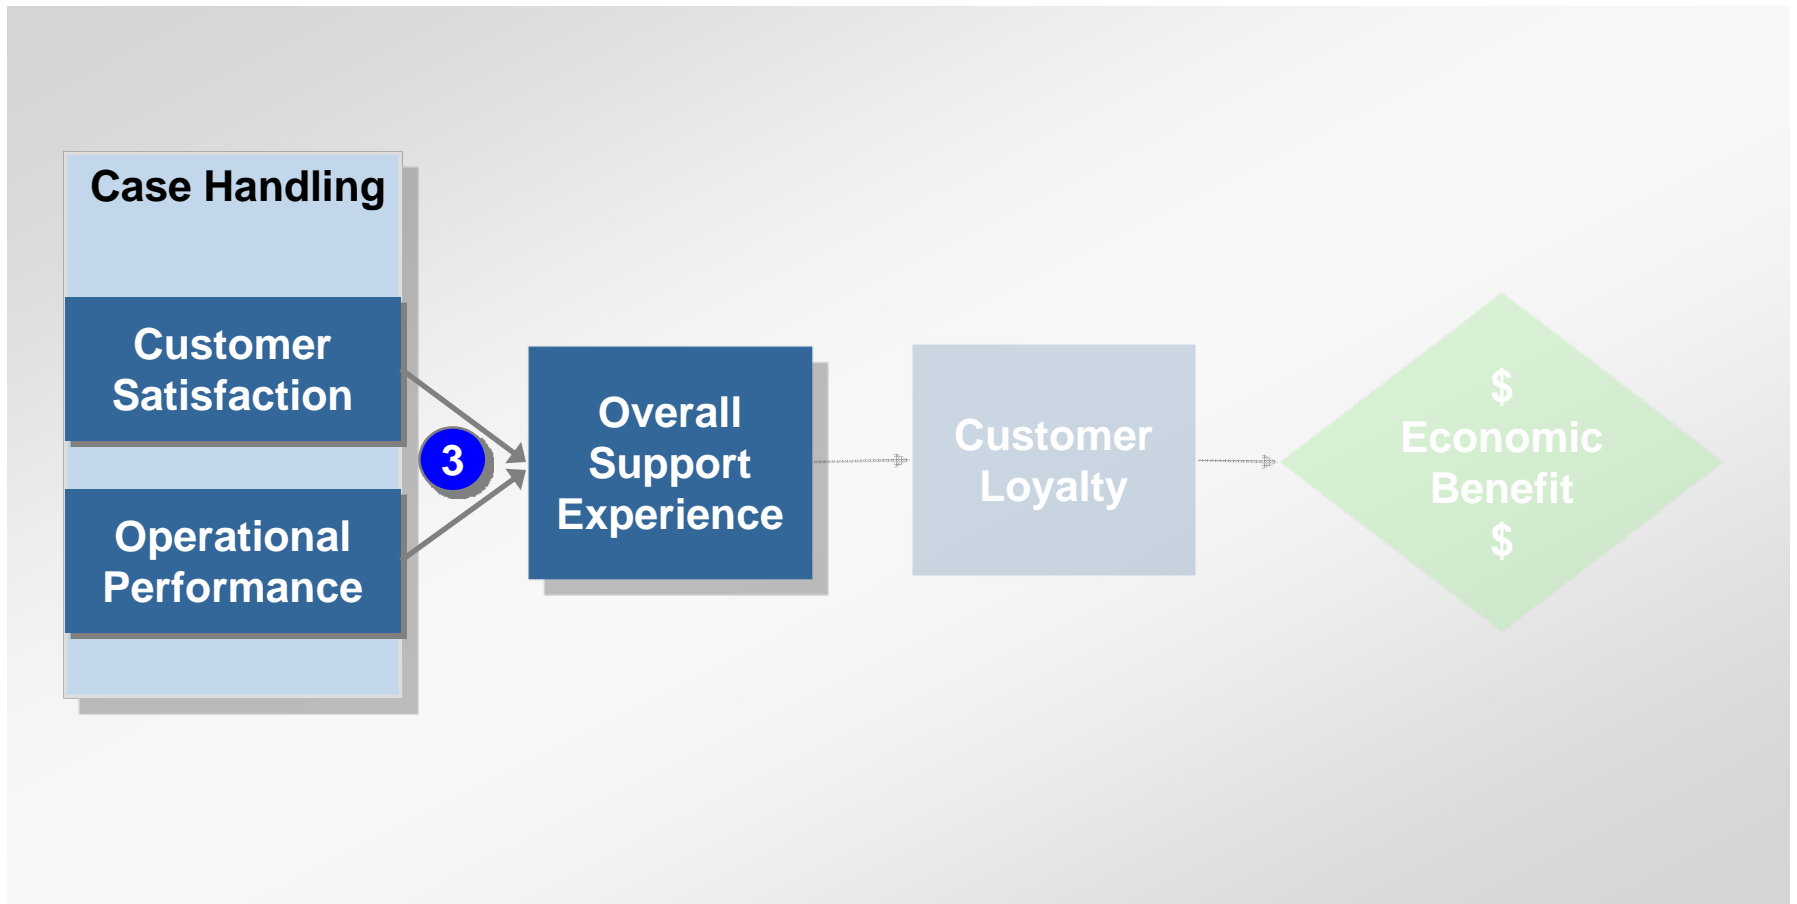 Case Handling
Customer
Satisfaction
Operational
Performance
3
Overall
Support
Experience
Customer
Loyalty
$
Economic
Benefit
$